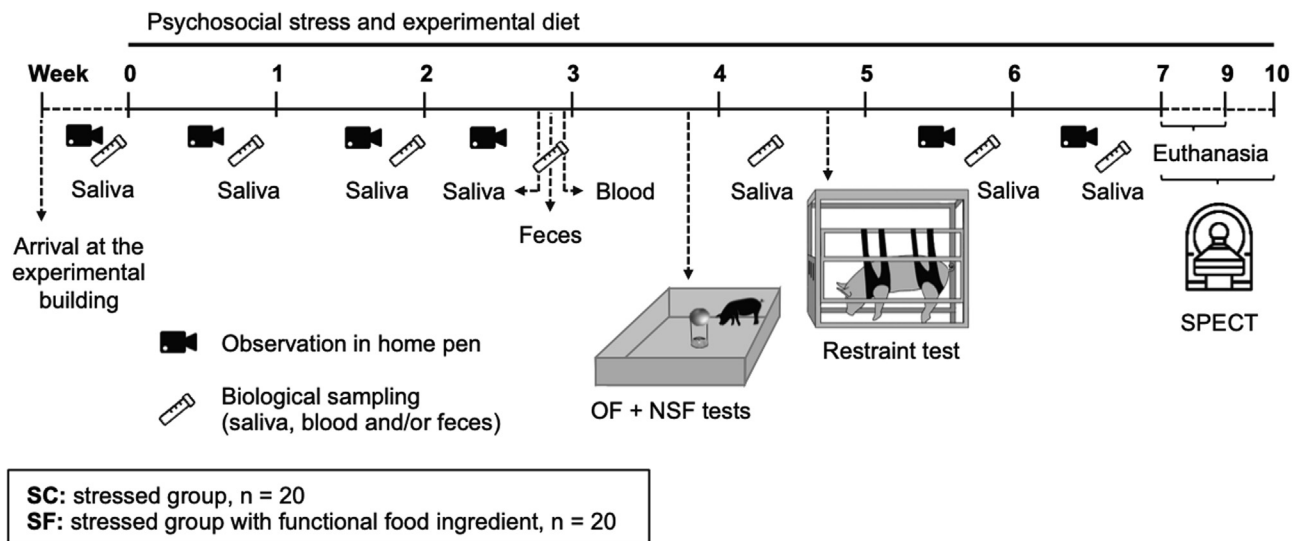 Psychosocial stress and experimental diet
Week 0 1 2 3 4 5 6 7 9 10
Saliva
Saliva
Saliva
Saliva
Blood
Feces
Saliva
Saliva
Saliva
Euthanasia
Arrival at the
experimental
building
SPECT
Restraint test
OF + NSF tests
Observation in home pen
Biological sampling
(saliva, blood and/or feces)
SC: stressed group, n = 20
SF: stressed group with functional food ingredient, n = 20